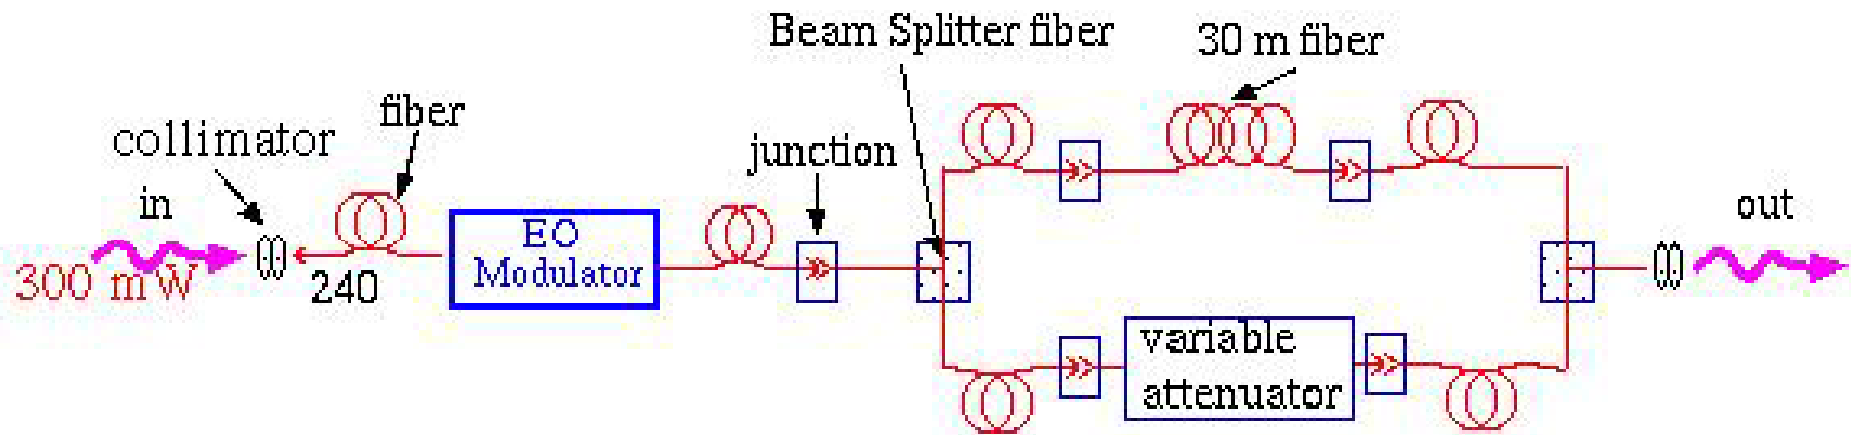 Beam Splitter fiber
30 m fiber
fiber
collimator
junction
in
out
EO
Modulator
300 mW
240
variable
attenuator